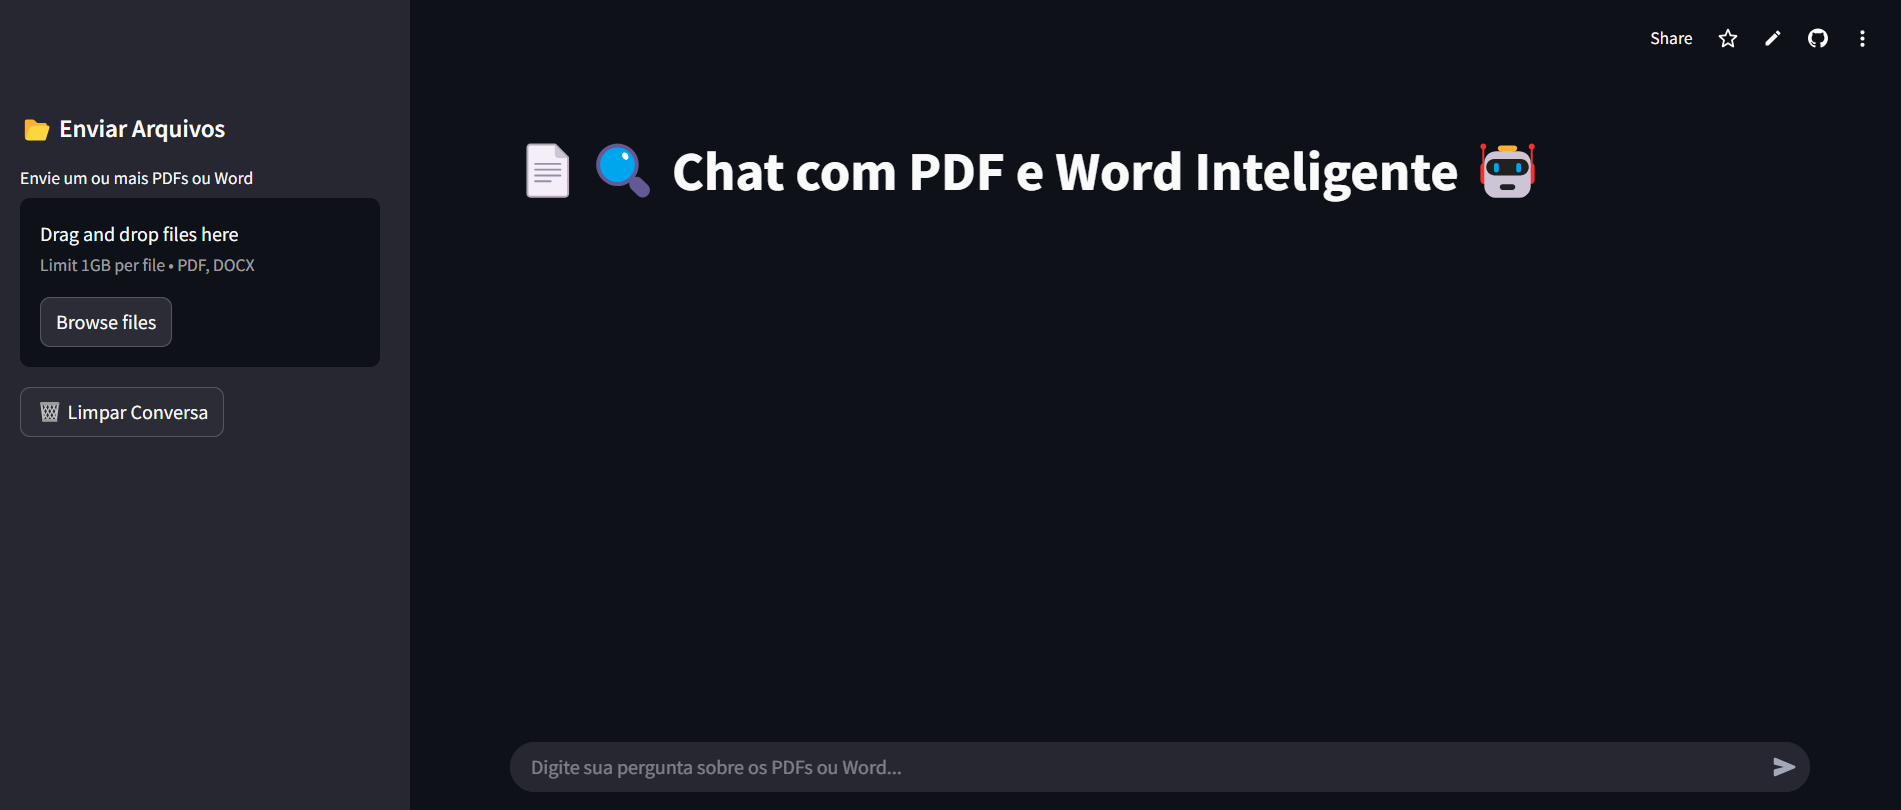 Share
📂 Enviar Arquivos
Envie um ou mais PDFs ou Word
Drag and drop files here
Limit 1GB per file • PDF, DOCX
Browse files
🗑️ Limpar Conversa
📄 🔍 Chat com PDF e Word Inteligente 🤖
Digite sua pergunta sobre os PDFs ou Word...